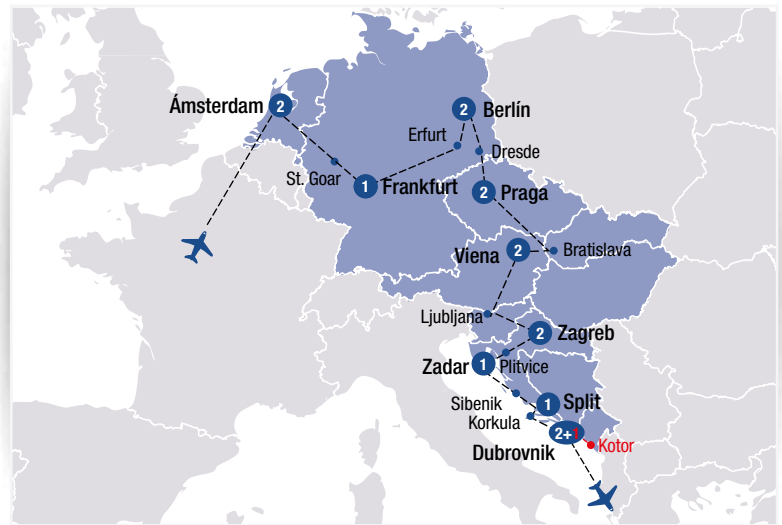 Ámsterdam 2
2 Berlín
Erfurt
Dresde
St. Goar
1 Frankfurt
2 Praga
Viena 2
Bratislava
Ljubljana
2 Zagreb
Zadar 1
Plitvice
Sibenik
1 Split
Korkula
2+1
Kotor
Dubrovnik